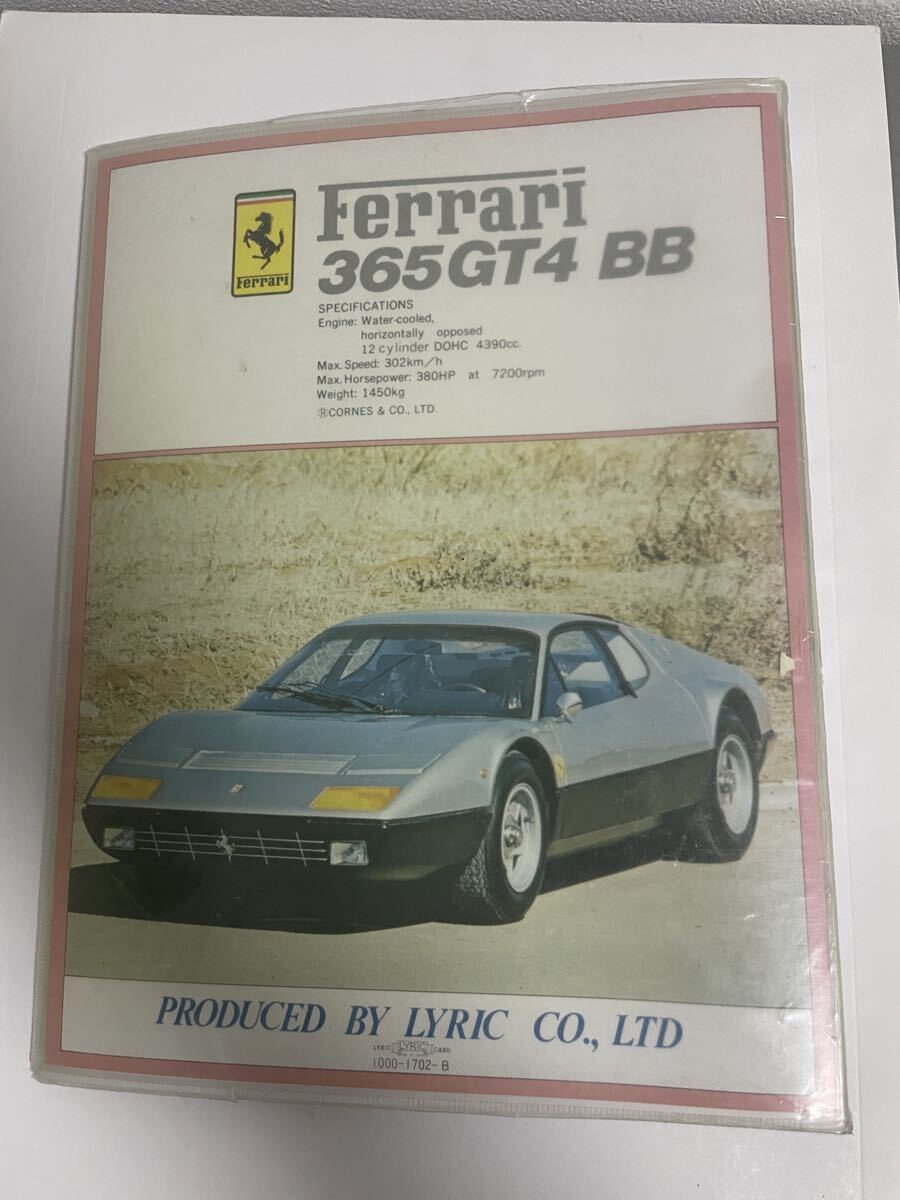 Ferrari
Ferrari
365GT4 BB
SPECIFICATIONS
Engine: Water-cooled,
horizontally opposed
12 cylinder DOHC 4390cc.
Max. Speed: 302km/h
Max. Horsepower: 380HP at 7200rpm
Weight: 1450kg
®CORNES & CO., LTD.
PRODUCED BY LYRIC CO., LTD
LYRIC LYRIC CARD
1000-1702-B